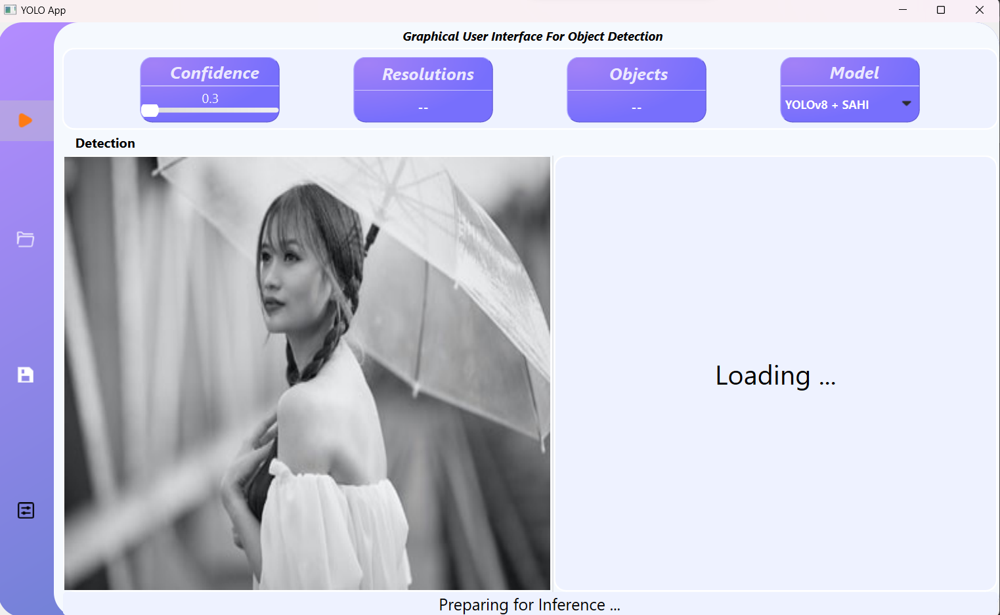 YOLO App
Graphical User Interface For Object Detection
Confidence
0.3
Resolutions
--
Objects
--
Model
YOLOv8 + SAHI
Detection
Loading ...
Preparing for Inference ...